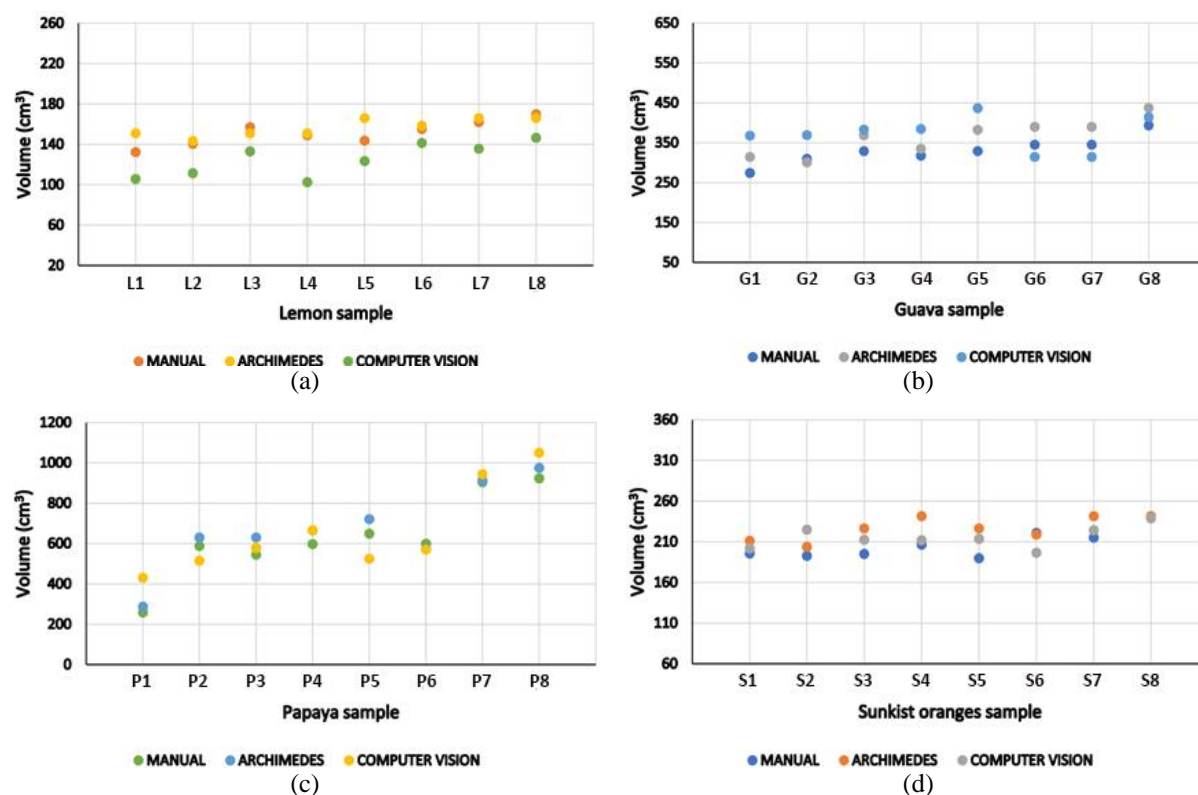 260
220
180
140
100
60
20
Volume (cm³)
L1 L2 L3 L4 L5 L6 L7 L8
Lemon sample
MANUAL ARCHIMEDES COMPUTER VISION
(a)
650
550
450
350
250
150
50
Volume (cm³)
G1 G2 G3 G4 G5 G6 G7 G8
Guava sample
MANUAL ARCHIMEDES COMPUTER VISION
(b)
1200
1000
800
600
400
200
0
Volume (cm³)
P1 P2 P3 P4 P5 P6 P7 P8
Papaya sample
MANUAL ARCHIMEDES COMPUTER VISION
(c)
360
310
260
210
160
110
60
Volume (cm³)
S1 S2 S3 S4 S5 S6 S7 S8
Sunkist oranges sample
MANUAL ARCHIMEDES COMPUTER VISION
(d)